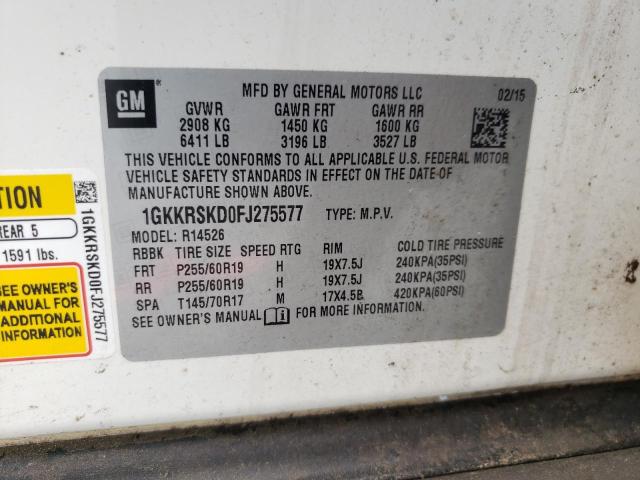 GM
MFD BY GENERAL MOTORS LLC 02/15
GVWR GAWR FRT GAWR RR
2908 KG 1450 KG 1600 KG
6411 LB 3196 LB 3527 LB
THIS VEHICLE CONFORMS TO ALL APPLICABLE U.S. FEDERAL MOTOR
VEHICLE SAFETY STANDARDS IN EFFECT ON THE DATE OF
MANUFACTURE SHOWN ABOVE.
1GKKRSKD0FJ275577 TYPE: M.P.V.
MODEL: R14526
RBBK TIRE SIZE SPEED RTG RIM COLD TIRE PRESSURE
FRT P255/60R19 H 19X7.5J 240KPA(35PSI)
RR P255/60R19 H 19X7.5J 240KPA(35PSI)
SPA T145/70R17 M 17X4.5B 420KPA(60PSI)
SEE OWNER'S MANUAL FOR MORE INFORMATION
TION
REAR 5
1591 lbs.
SEE OWNER'S
MANUAL FOR
ADDITIONAL
INFORMATION
1GKKRSKD0FJ275577